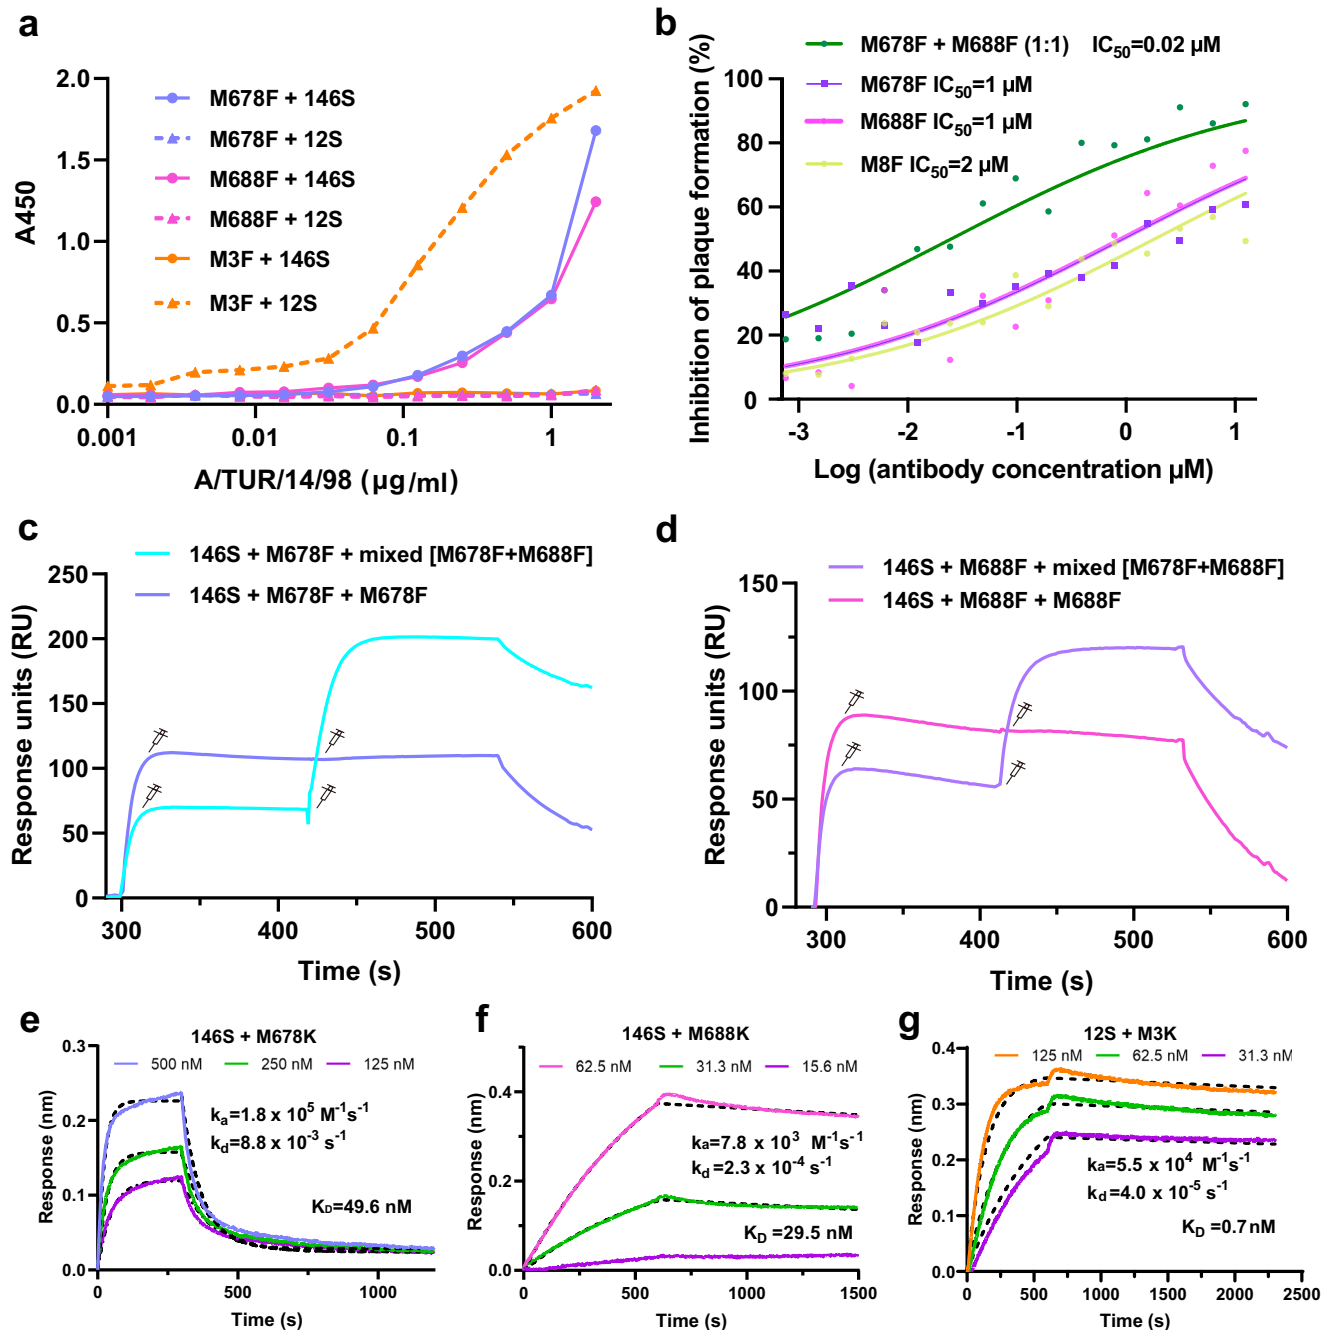 a
2.0
1.5
1.0
0.5
0.0
A450
M678F + 146S
M678F + 12S
M688F + 146S
M688F + 12S
M3F + 146S
M3F + 12S
0.001 0.01 0.1 1
A/TUR/14/98 (µg/ml)
b
M678F + M688F (1:1) IC50=0.02 µM
M678F IC50=1 µM
M688F IC50=1 µM
M8F IC50=2 µM
Inhibition of plaque formation (%)
100
80
60
40
20
0
-3 -2 -1 0 1
Log (antibody concentration µM)
c
146S + M678F + mixed [M678F+M688F]
146S + M678F + M678F
Response units (RU)
250
200
150
100
50
0
300 400 500 600
Time (s)
d
146S + M688F + mixed [M678F+M688F]
146S + M688F + M688F
Response units (RU)
150
100
50
0
300 400 500 600
Time (s)
e
146S + M678K
500 nM 250 nM 125 nM
Response (nm)
0.3
0.2
0.1
0.0
ka=1.8 x 10⁵ M⁻¹s⁻¹
kd=8.8 x 10⁻³ s⁻¹
KD=49.6 nM
0 500 1000
Time (s)
f
146S + M688K
62.5 nM 31.3 nM 15.6 nM
Response (nm)
0.4
0.2
0.0
ka=7.8 x 10³ M⁻¹s⁻¹
kd=2.3 x 10⁻⁴ s⁻¹
KD =29.5 nM
0 500 1000 1500
Time (s)
g
12S + M3K
125 nM 62.5 nM 31.3 nM
Response (nm)
0.4
0.3
0.2
0.1
0.0
ka=5.5 x 10⁴ M⁻¹s⁻¹
kd=4.0 x 10⁻⁵ s⁻¹
KD =0.7nM
0 500 1000 1500 2000 2500
Time (s)